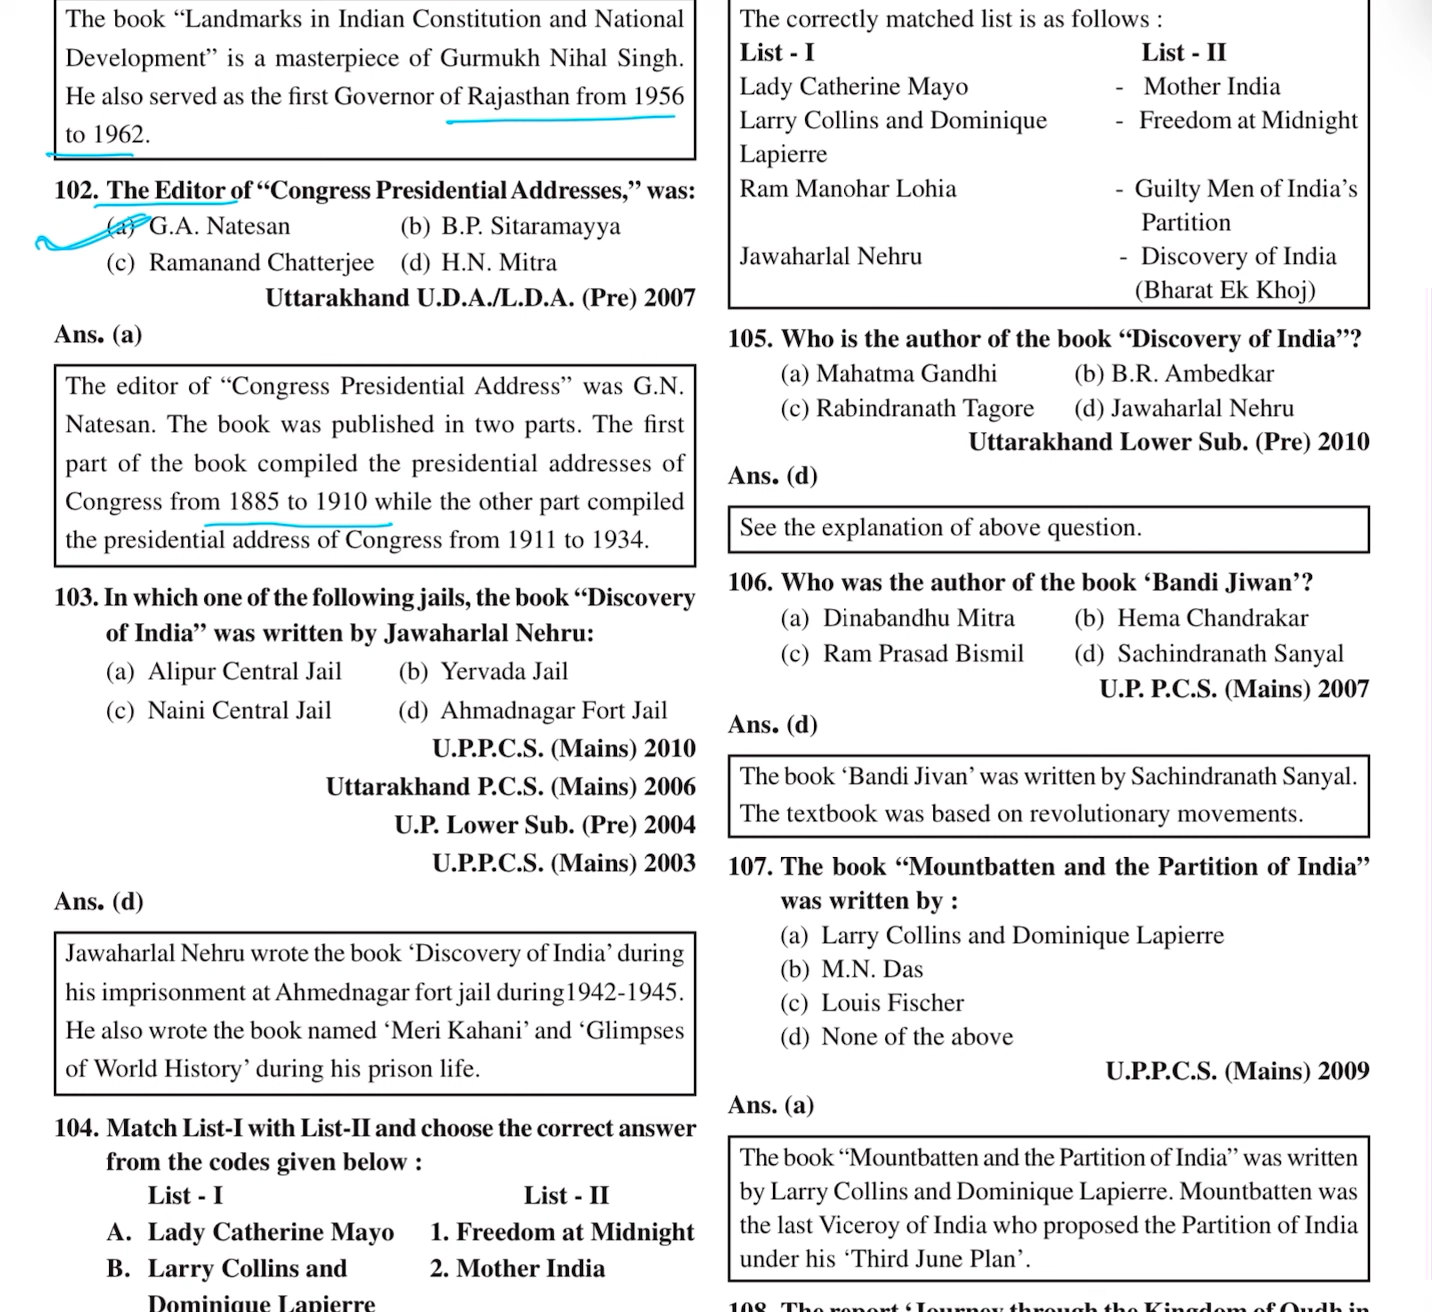 The book “Landmarks in Indian Constitution and National
Development” is a masterpiece of Gurmukh Nihal Singh.
He also served as the first Governor of Rajasthan from 1956
to 1962.
102. The Editor of “Congress Presidential Addresses,” was:
(a) G.A. Natesan (b) B.P. Sitaramayya
(c) Ramanand Chatterjee (d) H.N. Mitra
Uttarakhand U.D.A./L.D.A. (Pre) 2007
Ans. (a)
The editor of “Congress Presidential Address” was G.N.
Natesan. The book was published in two parts. The first
part of the book compiled the presidential addresses of
Congress from 1885 to 1910 while the other part compiled
the presidential address of Congress from 1911 to 1934.
103. In which one of the following jails, the book “Discovery
of India” was written by Jawaharlal Nehru:
(a) Alipur Central Jail (b) Yervada Jail
(c) Naini Central Jail (d) Ahmadnagar Fort Jail
U.P.P.C.S. (Mains) 2010
Uttarakhand P.C.S. (Mains) 2006
U.P. Lower Sub. (Pre) 2004
U.P.P.C.S. (Mains) 2003
Ans. (d)
Jawaharlal Nehru wrote the book ‘Discovery of India’ during
his imprisonment at Ahmednagar fort jail during1942-1945.
He also wrote the book named ‘Meri Kahani’ and ‘Glimpses
of World History’ during his prison life.
104. Match List-I with List-II and choose the correct answer
from the codes given below :
List - I List - II
A. Lady Catherine Mayo 1. Freedom at Midnight
B. Larry Collins and 2. Mother India
Dominique Lapierre
The correctly matched list is as follows :
List - I List - II
Lady Catherine Mayo - Mother India
Larry Collins and Dominique - Freedom at Midnight
Lapierre
Ram Manohar Lohia - Guilty Men of India’s
Partition
Jawaharlal Nehru - Discovery of India
(Bharat Ek Khoj)
105. Who is the author of the book “Discovery of India”?
(a) Mahatma Gandhi (b) B.R. Ambedkar
(c) Rabindranath Tagore (d) Jawaharlal Nehru
Uttarakhand Lower Sub. (Pre) 2010
Ans. (d)
See the explanation of above question.
106. Who was the author of the book ‘Bandi Jiwan’?
(a) Dinabandhu Mitra (b) Hema Chandrakar
(c) Ram Prasad Bismil (d) Sachindranath Sanyal
U.P. P.C.S. (Mains) 2007
Ans. (d)
The book ‘Bandi Jivan’ was written by Sachindranath Sanyal.
The textbook was based on revolutionary movements.
107. The book “Mountbatten and the Partition of India”
was written by :
(a) Larry Collins and Dominique Lapierre
(b) M.N. Das
(c) Louis Fischer
(d) None of the above
U.P.P.C.S. (Mains) 2009
Ans. (a)
The book “Mountbatten and the Partition of India” was written
by Larry Collins and Dominique Lapierre. Mountbatten was
the last Viceroy of India who proposed the Partition of India
under his ‘Third June Plan’.
108. The report ‘Journey through the Kingdom of Oudh in